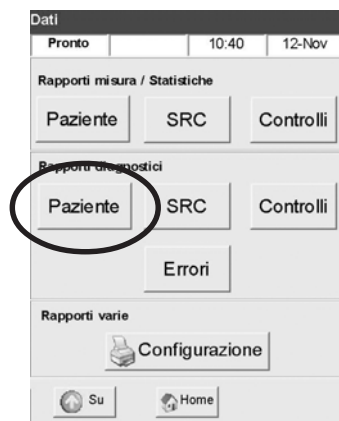 Dati
Pronto 10:40 12-Nov
Rapporti misura / Statistiche
Paziente SRC Controlli
Rapporti diagnostici
Paziente SRC Controlli
Errori
Rapporti varie
Configurazione
Su Home